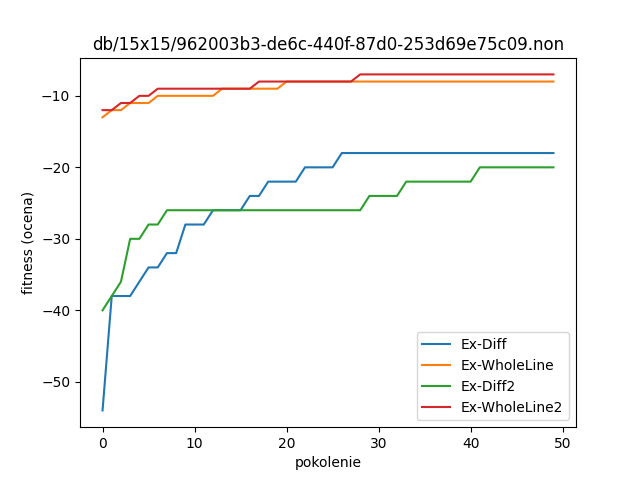 db/15x15/962003b3-de6c-440f-87d0-253d69e75c09.non
−10
−20
−30
−40
−50
fitness (ocena)
0
10
20
30
40
50
pokolenie
Ex-Diff
Ex-WholeLine
Ex-Diff2
Ex-WholeLine2